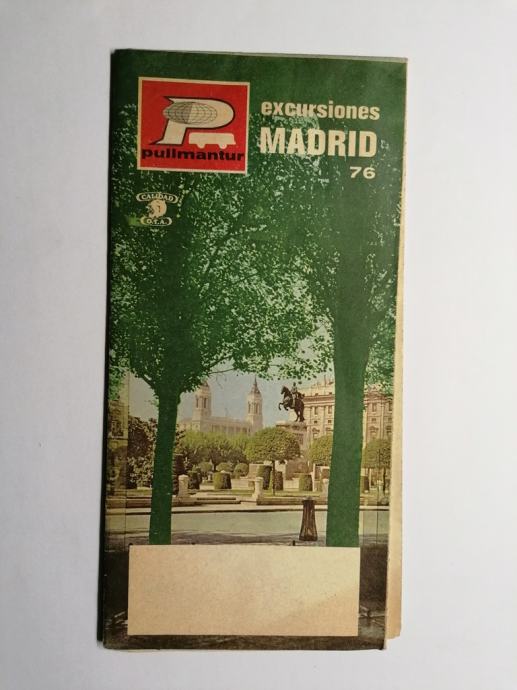 pullmantur
excursiones
MADRID
76
CALIDAD
O.T.A.